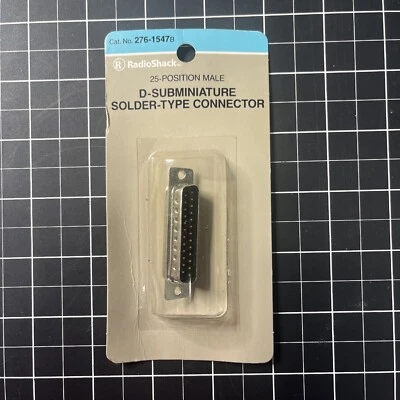 Cat. No. 276-1547B
RadioShack®
25-POSITION MALE
D-SUBMINIATURE
SOLDER-TYPE CONNECTOR